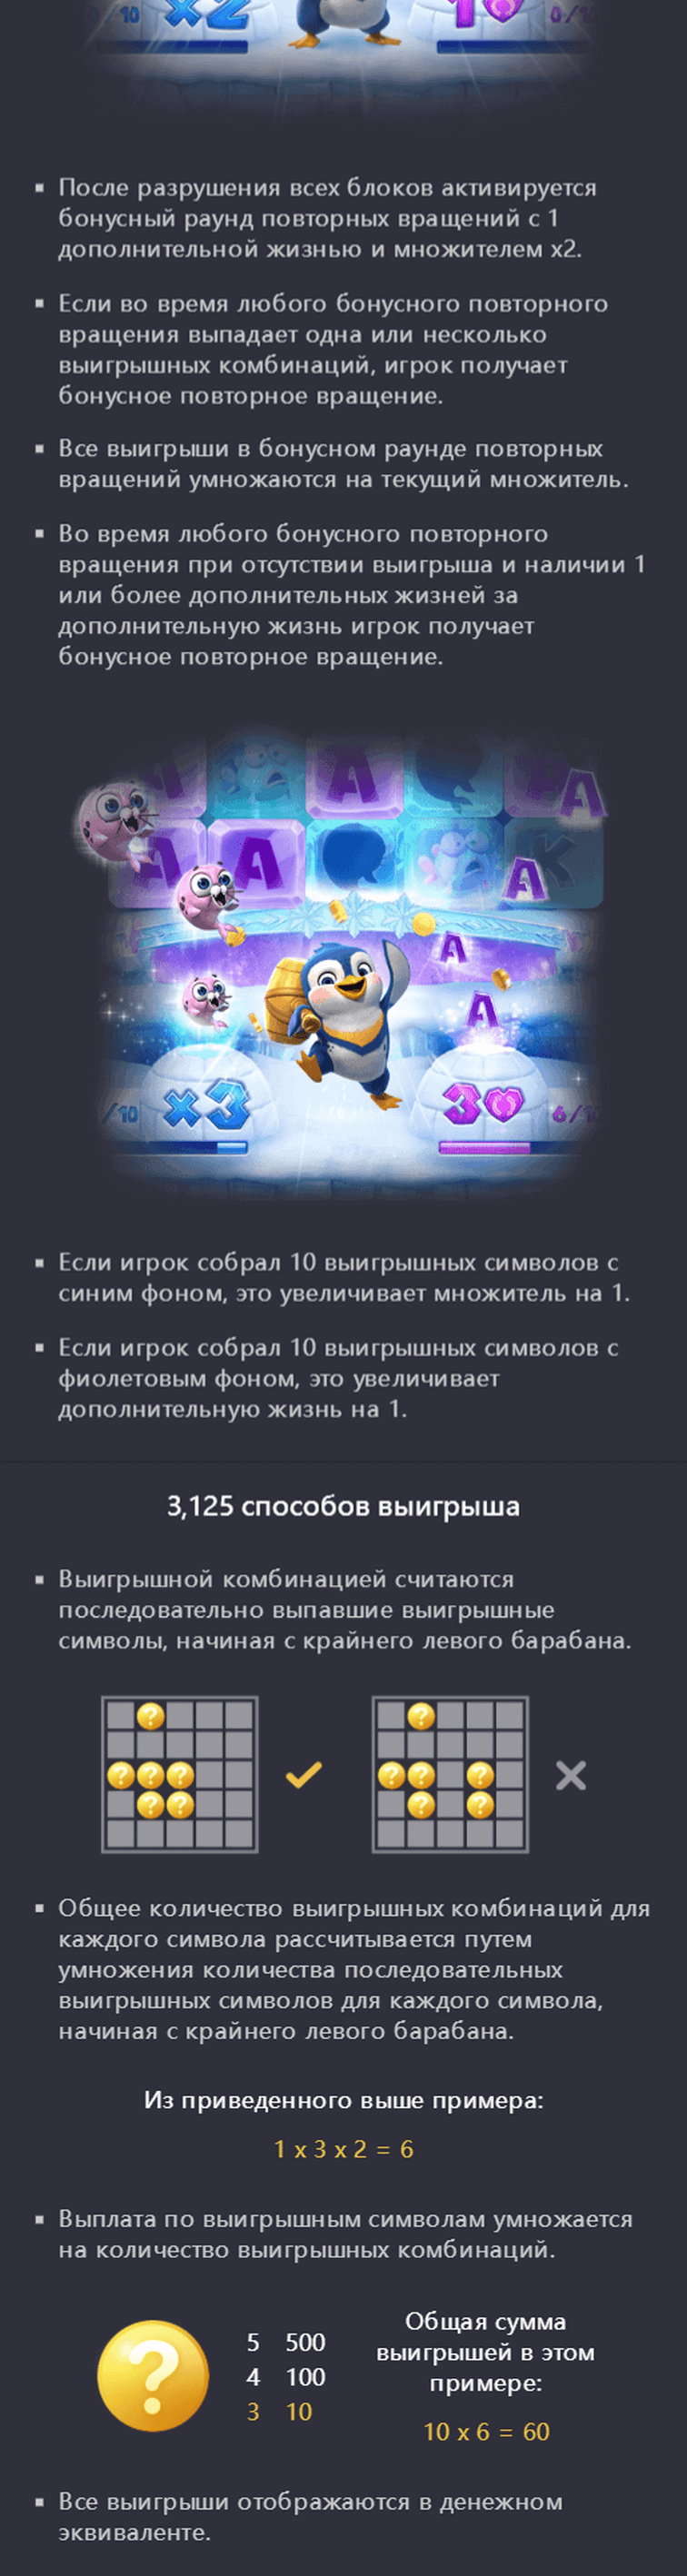 /10 x2 1 0/10
После разрушения всех блоков активируется
бонусный раунд повторных вращений с 1
дополнительной жизнью и множителем x2.
Если во время любого бонусного повторного
вращения выпадает одна или несколько
выигрышных комбинаций, игрок получает
бонусное повторное вращение.
Все выигрыши в бонусном раунде повторных
вращений умножаются на текущий множитель.
Во время любого бонусного повторного
вращения при отсутствии выигрыша и наличии 1
или более дополнительных жизней за
дополнительную жизнь игрок получает
бонусное повторное вращение.
A A A
A A A K
A
A
/10 x3 3 6/10
Если игрок собрал 10 выигрышных символов с
синим фоном, это увеличивает множитель на 1.
Если игрок собрал 10 выигрышных символов с
фиолетовым фоном, это увеличивает
дополнительную жизнь на 1.
3,125 способов выигрыша
Выигрышной комбинацией считаются
последовательно выпавшие выигрышные
символы, начиная с крайнего левого барабана.
? ?
? ? ? ? ? ?
? ? ? ?
Общее количество выигрышных комбинаций для
каждого символа рассчитывается путем
умножения количества последовательных
выигрышных символов для каждого символа,
начиная с крайнего левого барабана.
Из приведенного выше примера:
1 x 3 x 2 = 6
Выплата по выигрышным символам умножается
на количество выигрышных комбинаций.
?
5 500
4 100
3 10
Общая сумма
выигрышей в этом
примере:
10 x 6 = 60
Все выигрыши отображаются в денежном
эквиваленте.